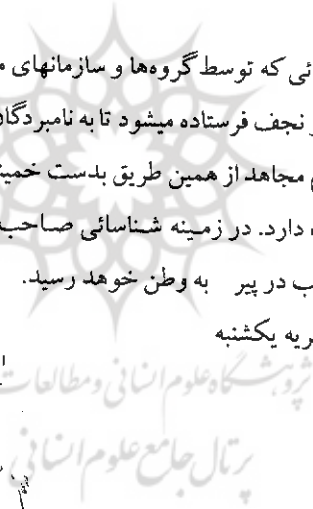 ئی که توسط گروه‌ها و سازمانهای م
ر نجف فرستاده میشود تا به نامبردگان
م مجاهد از همین طریق بدست خمینی
ه دارد. در زمینه شناسائی صاحب
ب در پیر به وطن خوهد رسید.
ریه یکشنبه
پژوهشگاه علوم انسانی و مطالعات
پرتال جامع علوم انسانی